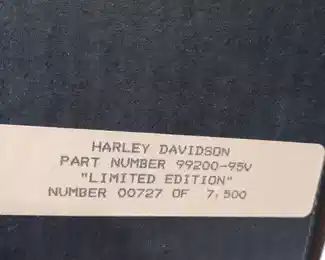 HARLEY DAVIDSON
PART NUMBER 99200-95V
"LIMITED EDITION"
NUMBER 00727 OF 7,500